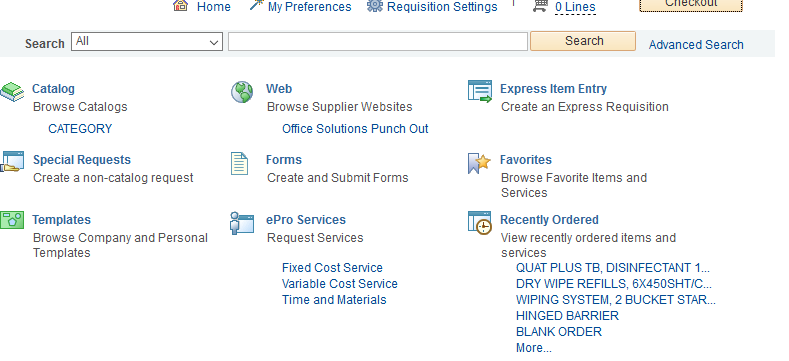 Home My Preferences Requisition Settings 0 Lines Checkout
Search All Search Advanced Search
Catalog
Browse Catalogs
CATEGORY
Web
Browse Supplier Websites
Office Solutions Punch Out
Express Item Entry
Create an Express Requisition
Special Requests
Create a non-catalog request
Forms
Create and Submit Forms
Favorites
Browse Favorite Items and
Services
Templates
Browse Company and Personal
Templates
ePro Services
Request Services
Fixed Cost Service
Variable Cost Service
Time and Materials
Recently Ordered
View recently ordered items and
services
QUAT PLUS TB, DISINFECTANT 1...
DRY WIPE REFILLS, 6X450SHT/C...
WIPING SYSTEM, 2 BUCKET STAR...
HINGED BARRIER
BLANK ORDER
More...